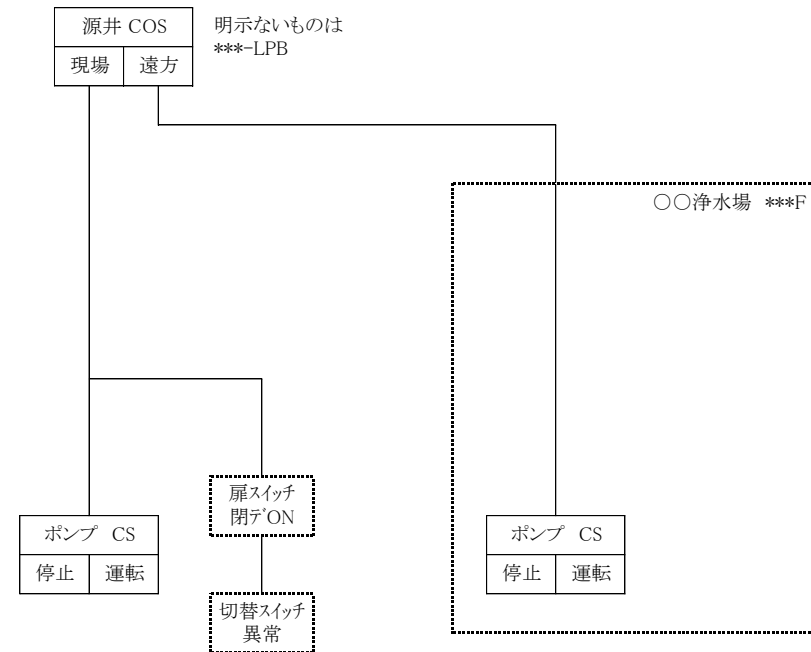 源井 COS
現場 遠方
明示ないものは
***-LPB
○○浄水場 ***F
扉スイッチ
閉デON
ポンプ CS
停止 運転
切替スイッチ
異常
ポンプ CS
停止 運転